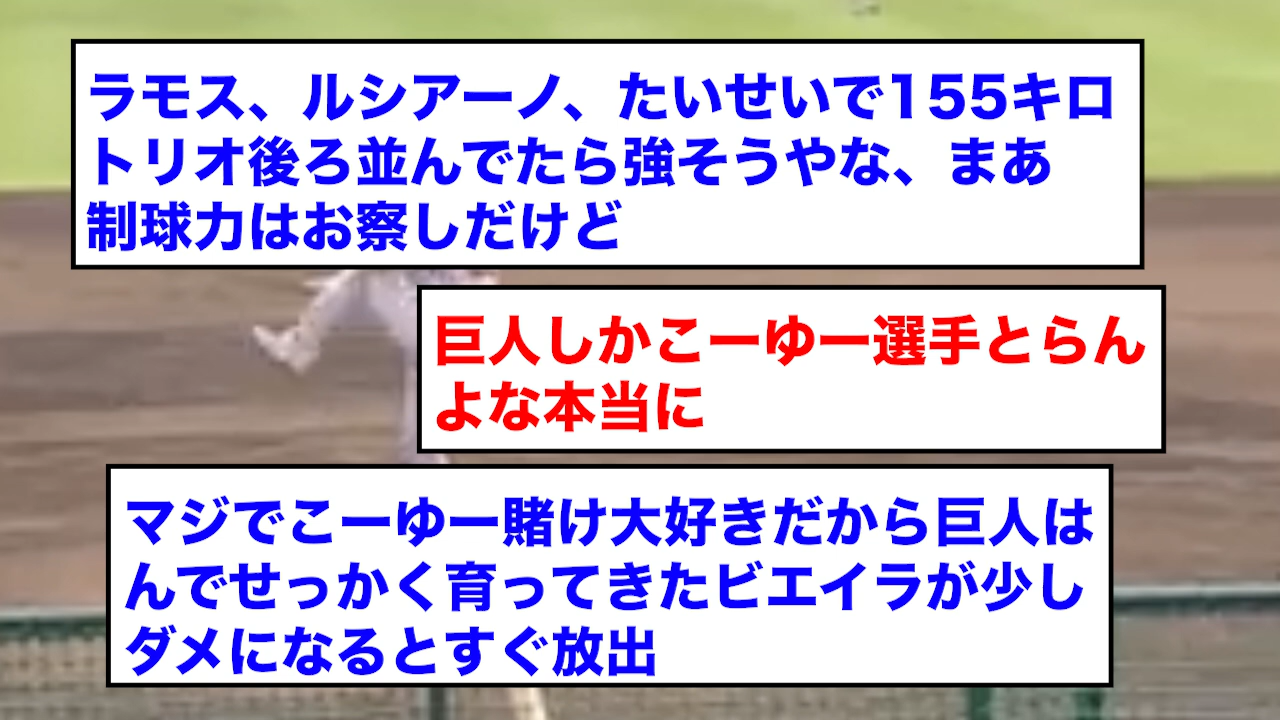 ラモス、ルシアーノ、たいせいで155キロ
トリオ後ろ並んでたら強そうやな、まあ
制球力はお察しだけど
巨人しかこーゆー選手とらん
よな本当に
マジでこーゆー賭け大好きだから巨人は
んでせっかく育ってきたビエイラが少し
ダメになるとすぐ放出